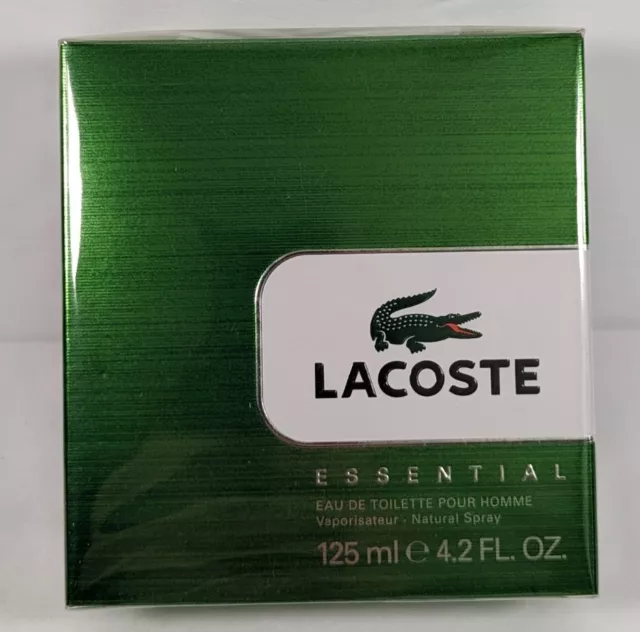 LACOSTE
ESSENTIAL
EAU DE TOILETTE POUR HOMME
Vaporisateur · Natural Spray
125 ml ℮ 4.2 FL. OZ.